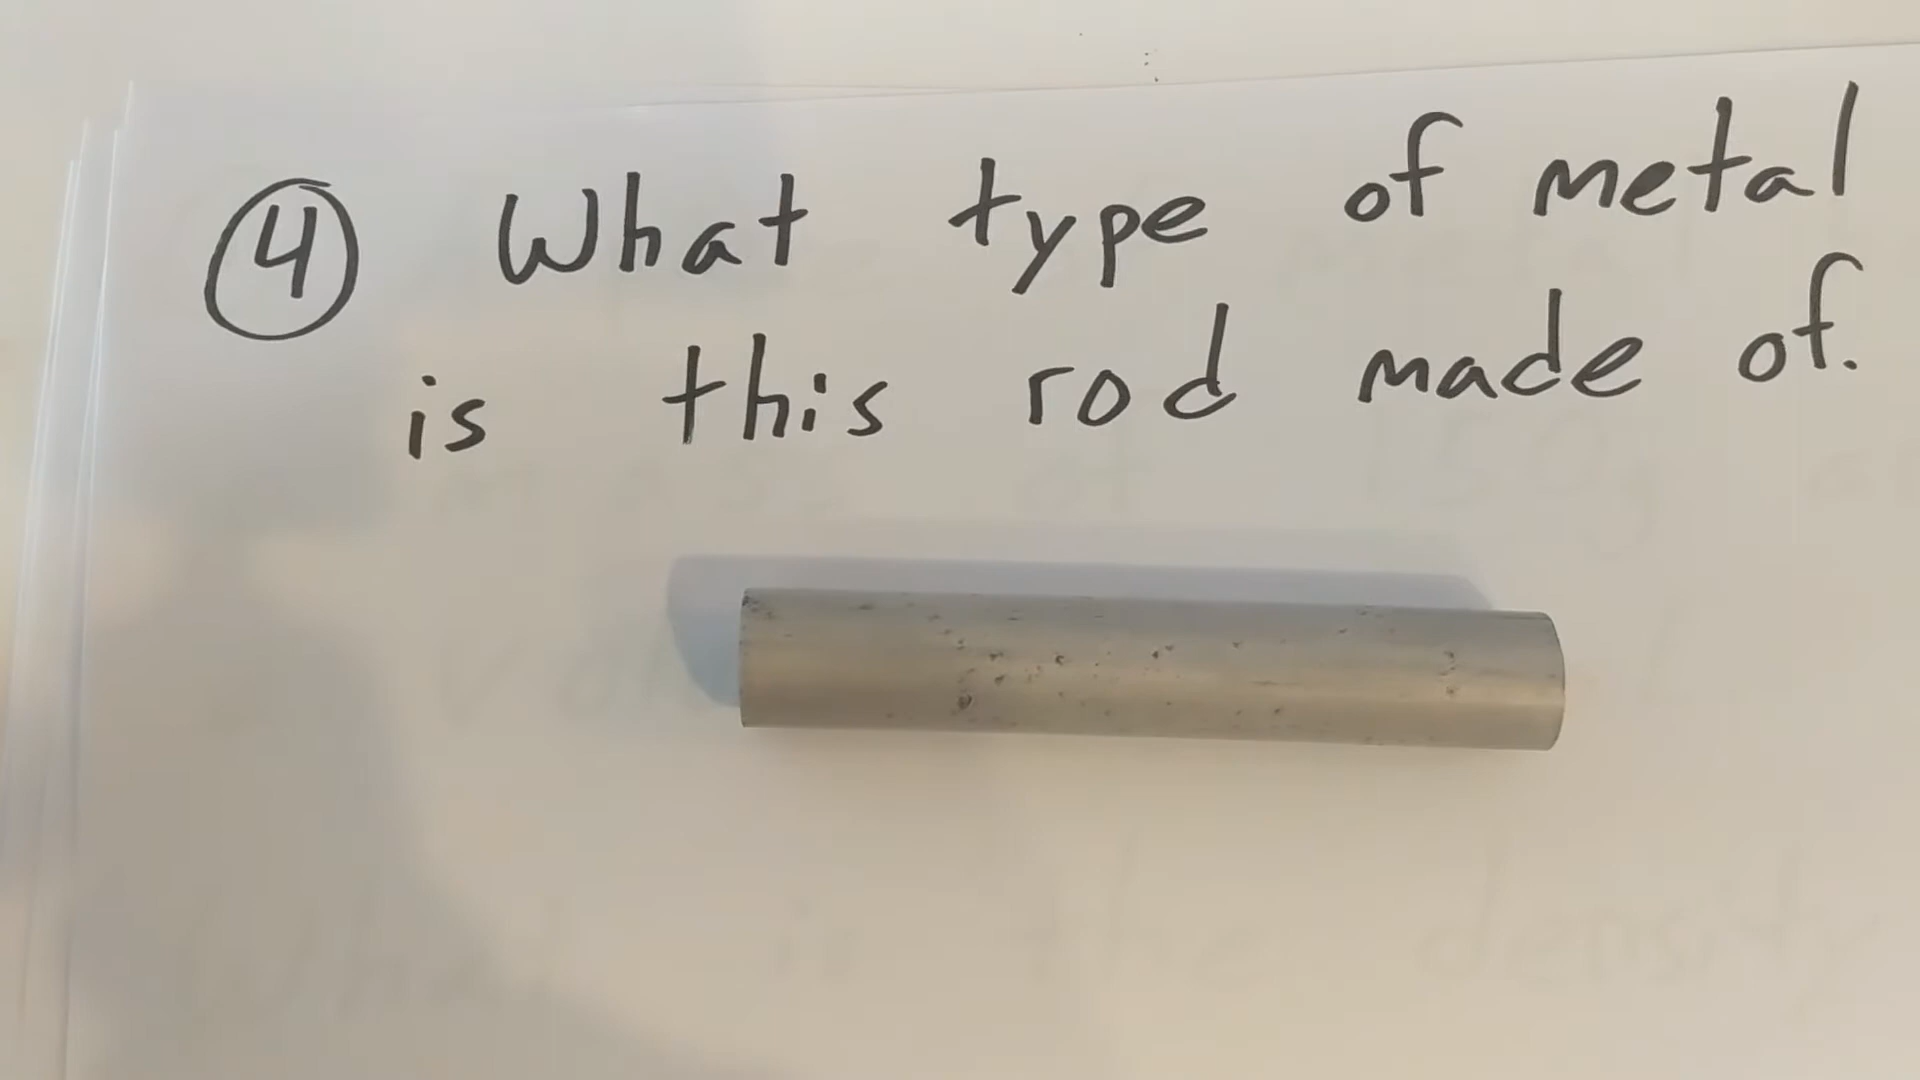 ④ What type of metal
is this rod made of.